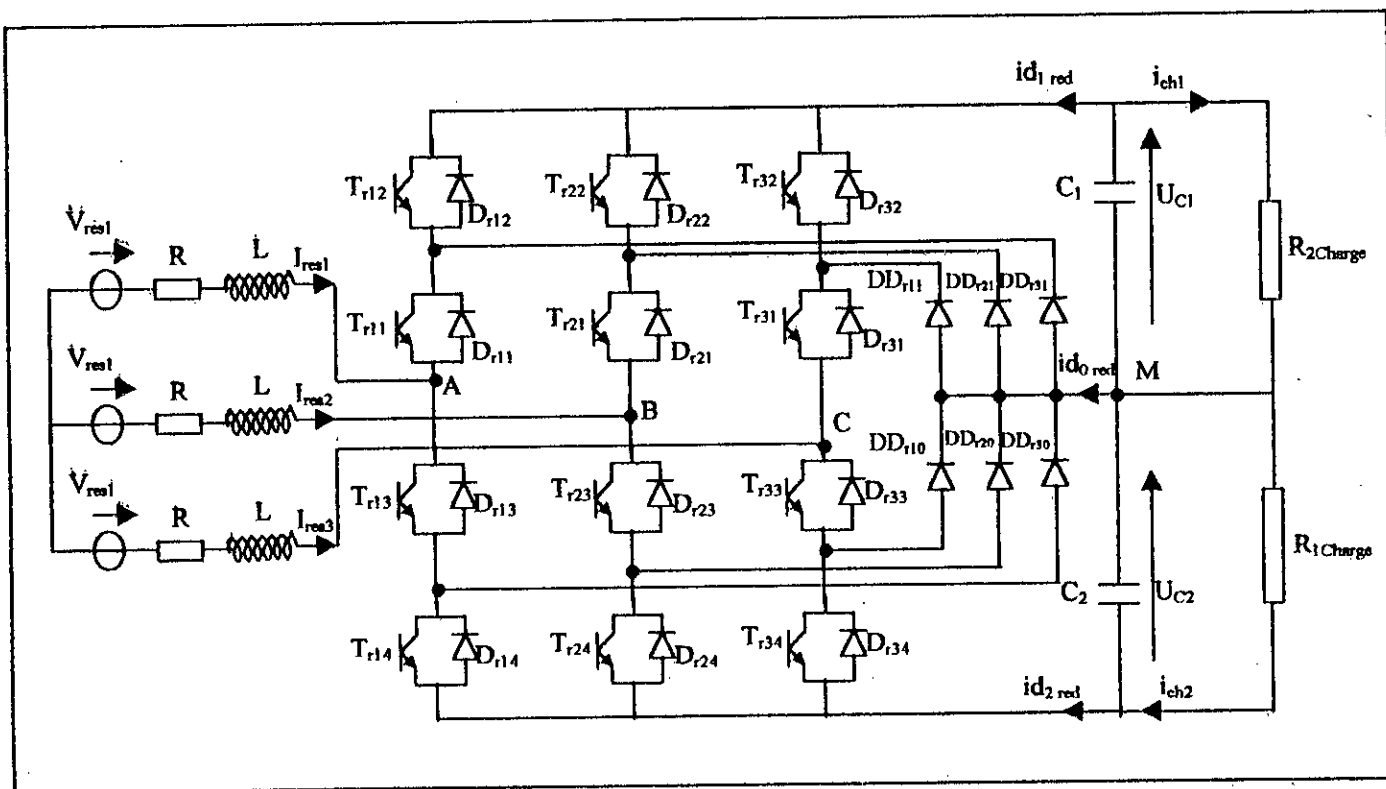 id1 red
ich1
Tr12
Dr12
Tr22
Dr22
Tr32
Dr32
C1
UC1
R2Charge
Vres1
R
L
Ires1
DDr11
DDr21
DDr31
Tr11
Dr11
Tr21
Dr21
Tr31
Dr31
id0 red
M
A
Vres1
R
L
Ires2
B
C
DDr10
DDr20
DDr30
Vres1
R
L
Ires3
Tr13
Dr13
Tr23
Dr23
Tr33
Dr33
R1Charge
C2
UC2
Tr14
Dr14
Tr24
Dr24
Tr34
Dr34
id2 red
ich2